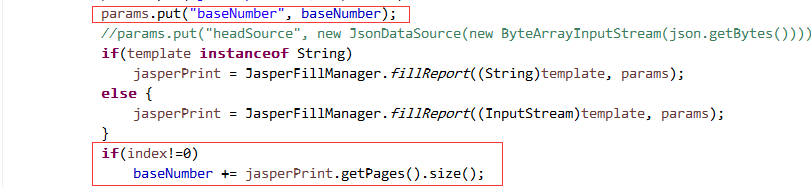 params.put("baseNumber", baseNumber);
//params.put("headSource", new JsonDataSource(new ByteArrayInputStream(json.getBytes())))
if(template instanceof String)
jasperPrint = JasperFillManager.fillReport((String)template, params);
else {
jasperPrint = JasperFillManager.fillReport((InputStream)template, params);
}
if(index!=0)
baseNumber += jasperPrint.getPages().size();